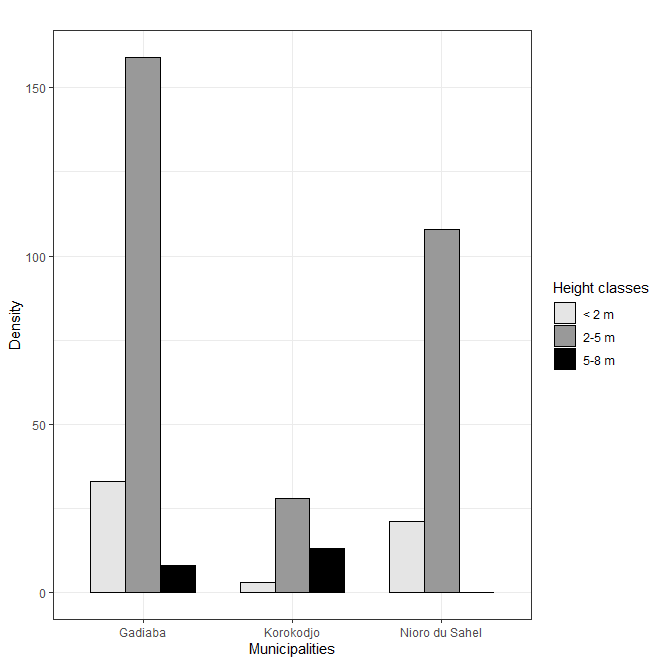 Density
150
100
50
0
Gadiaba Korokodjo Nioro du Sahel
Municipalities
Height classes
< 2 m
2-5 m
5-8 m